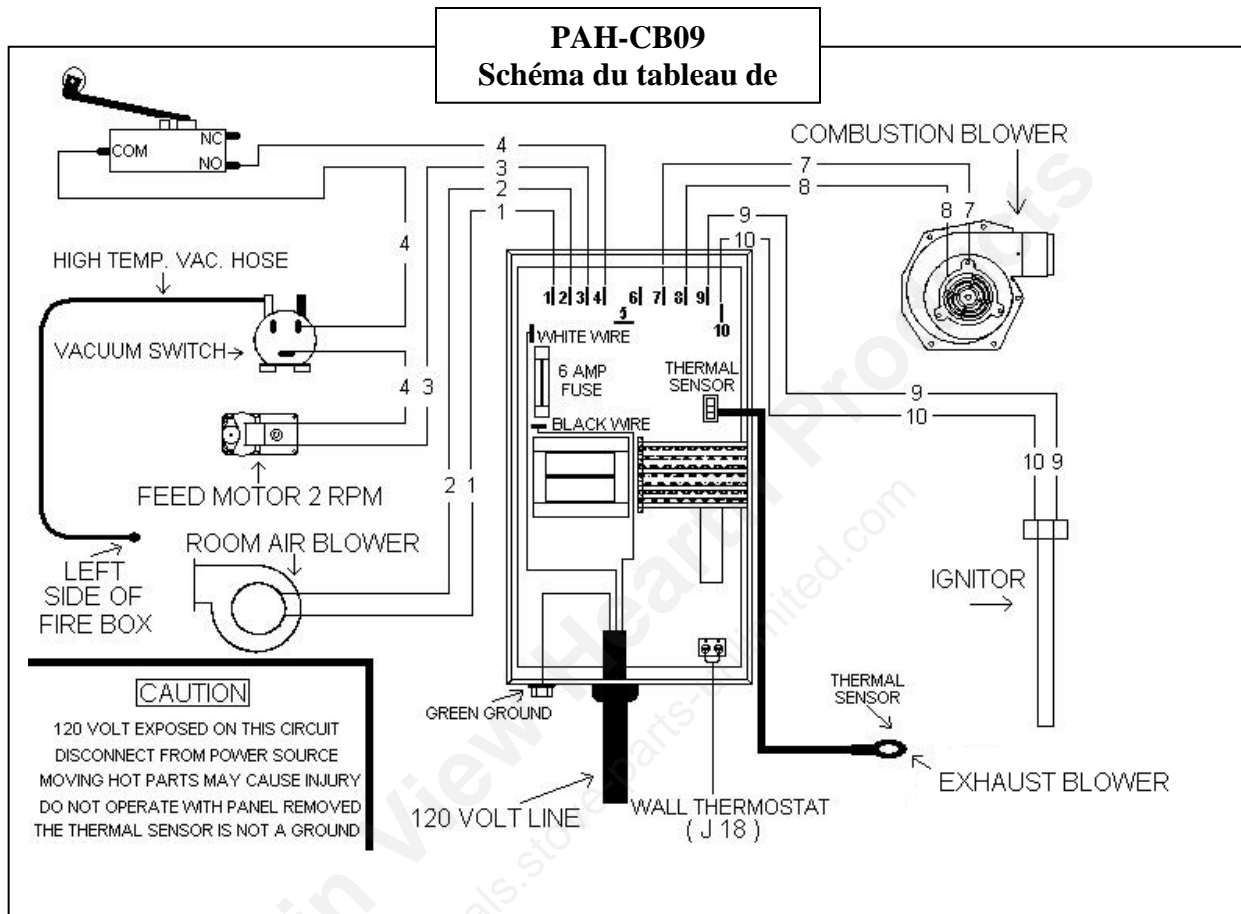 PAH-CB09
Schéma du tableau de
NC
COM
NO
4
3
2
1
7
8
COMBUSTION BLOWER
8 7
9
10
4
HIGH TEMP. VAC. HOSE
1 2 3 4 6 7 8 9
5
10
WHITE WIRE
VACUUM SWITCH
6 AMP
FUSE
THERMAL
SENSOR
4 3
9
10
BLACK WIRE
10 9
2 1
FEED MOTOR 2 RPM
ROOM AIR BLOWER
LEFT
SIDE OF
FIRE BOX
IGNITOR
CAUTION
120 VOLT EXPOSED ON THIS CIRCUIT
DISCONNECT FROM POWER SOURCE
MOVING HOT PARTS MAY CAUSE INJURY
DO NOT OPERATE WITH PANEL REMOVED
THE THERMAL SENSOR IS NOT A GROUND
GREEN GROUND
THERMAL
SENSOR
EXHAUST BLOWER
120 VOLT LINE
WALL THERMOSTAT
( J 18 )